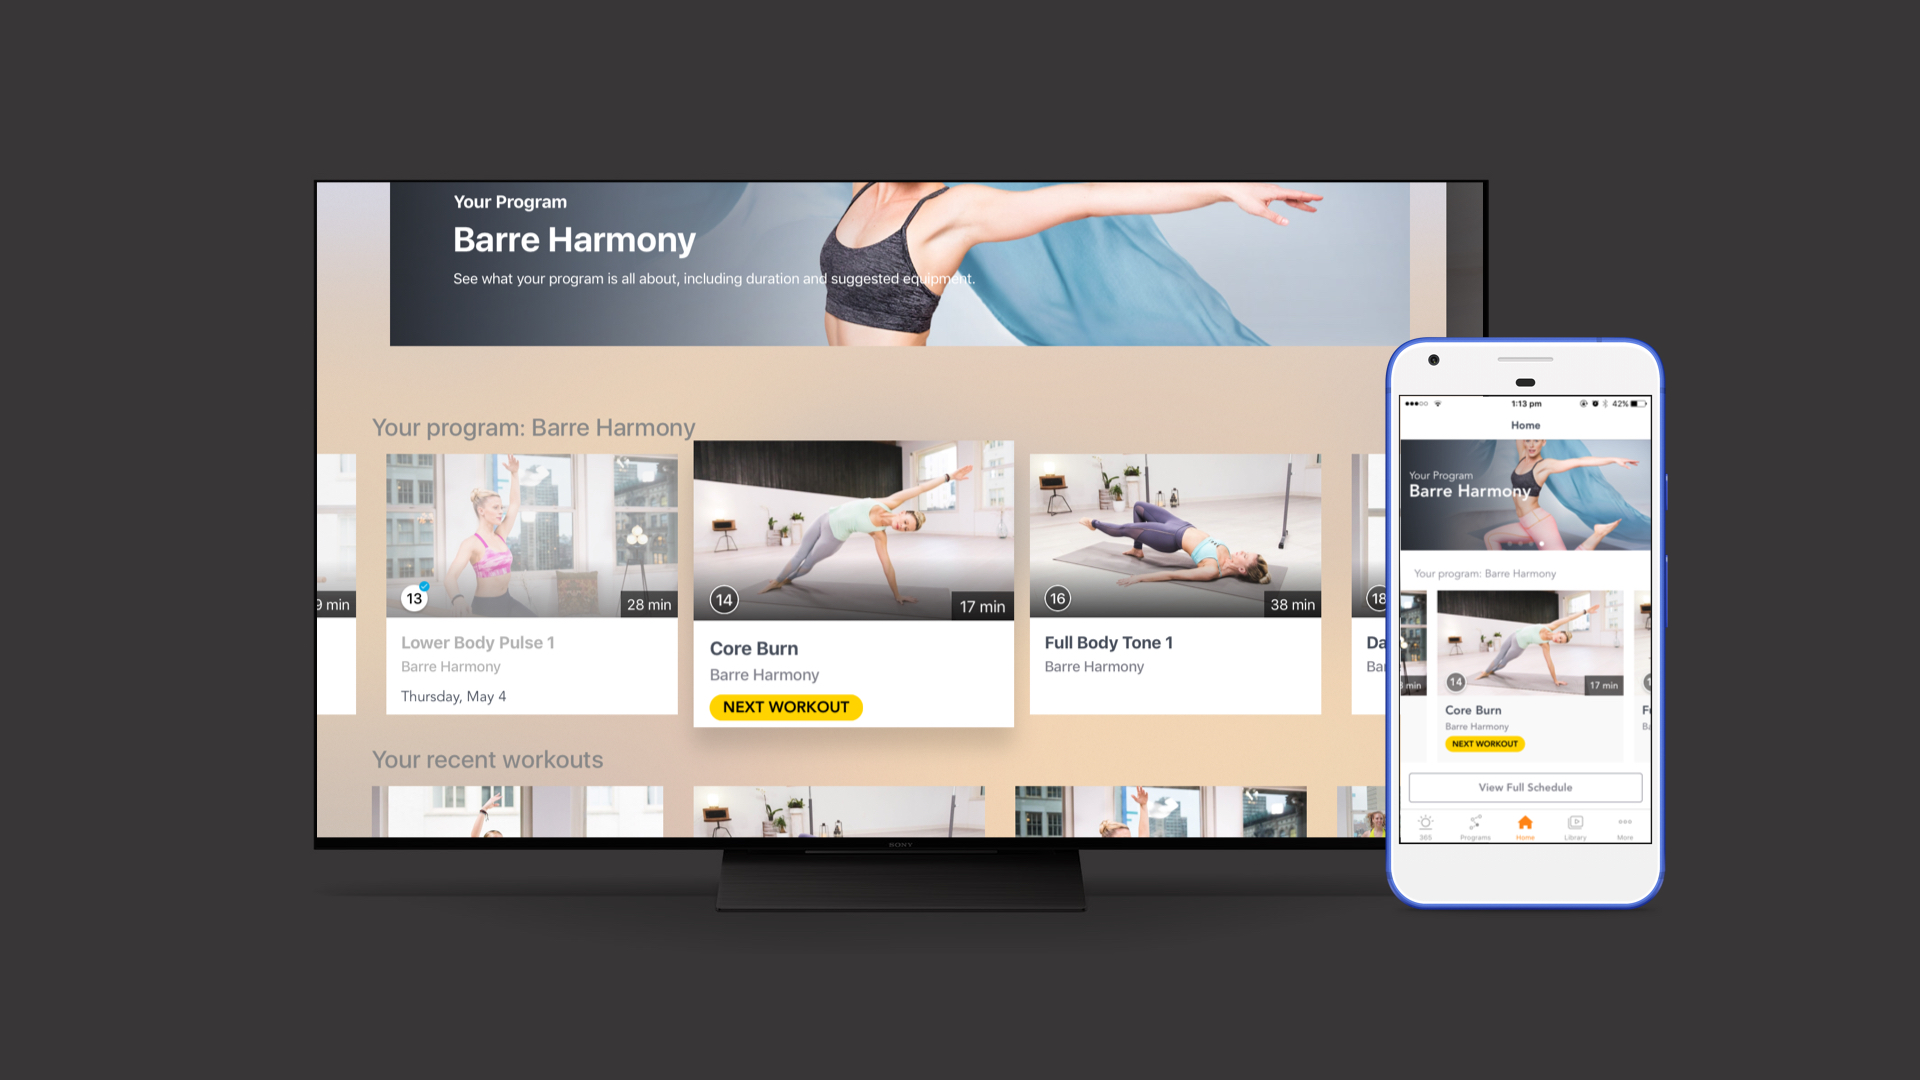 Your Program
Barre Harmony
See what your program is all about, including duration and suggested equipment.
Your program: Barre Harmony
9 min
13
28 min
Lower Body Pulse 1
Barre Harmony
Thursday, May 4
14
17 min
Core Burn
Barre Harmony
NEXT WORKOUT
16
38 min
Full Body Tone 1
Barre Harmony
18
Da
Ba
Your recent workouts
SONY
1:13 pm
42%
Home
Your Program
Barre Harmony
Your program: Barre Harmony
min
14
17 min
Core Burn
Barre Harmony
NEXT WORKOUT
1
F
Ba
View Full Schedule
365
Programs
Home
Library
More